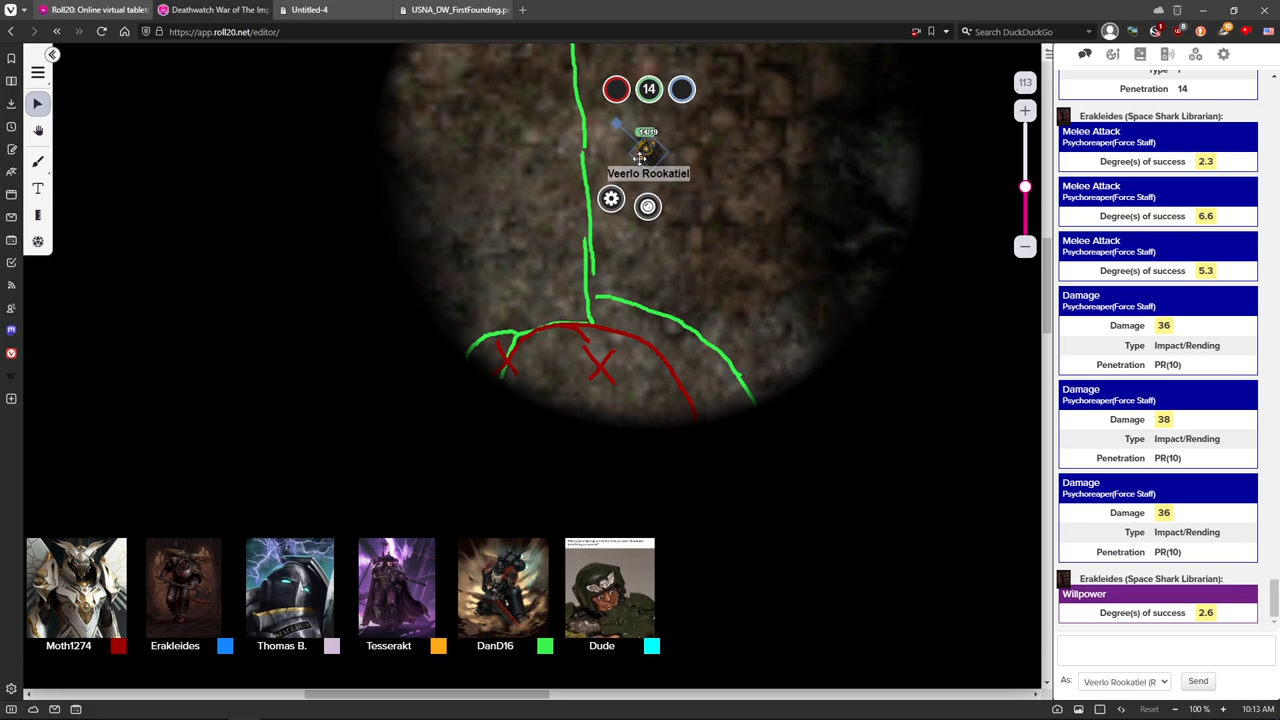 Roll20: Online virtual tablet
Deathwatch War of The Imp
Untitled-4
USNA_DW_FirstFounding.p
https://app.roll20.net/editor/
Search DuckDuckGo
14
14/19
Veerlo Rookatiel
113
Penetration 14
Erakleides (Space Shark Librarian):
Melee Attack
Psychoreaper(Force Staff)
Degree(s) of success 2.3
Melee Attack
Psychoreaper(Force Staff)
Degree(s) of success 6.6
Melee Attack
Psychoreaper(Force Staff)
Degree(s) of success 5.3
Damage
Psychoreaper(Force Staff)
Damage 36
Type Impact/Rending
Penetration PR(10)
Damage
Psychoreaper(Force Staff)
Damage 38
Type Impact/Rending
Penetration PR(10)
Damage
Psychoreaper(Force Staff)
Damage 36
Type Impact/Rending
Penetration PR(10)
Erakleides (Space Shark Librarian):
Willpower
Degree(s) of success 2.6
As: Veerlo Rookatiel (R
Send
Moth1274
Erakleides
Thomas B.
Tesserakt
DanD16
Dude
Reset
100 %
10:13 AM